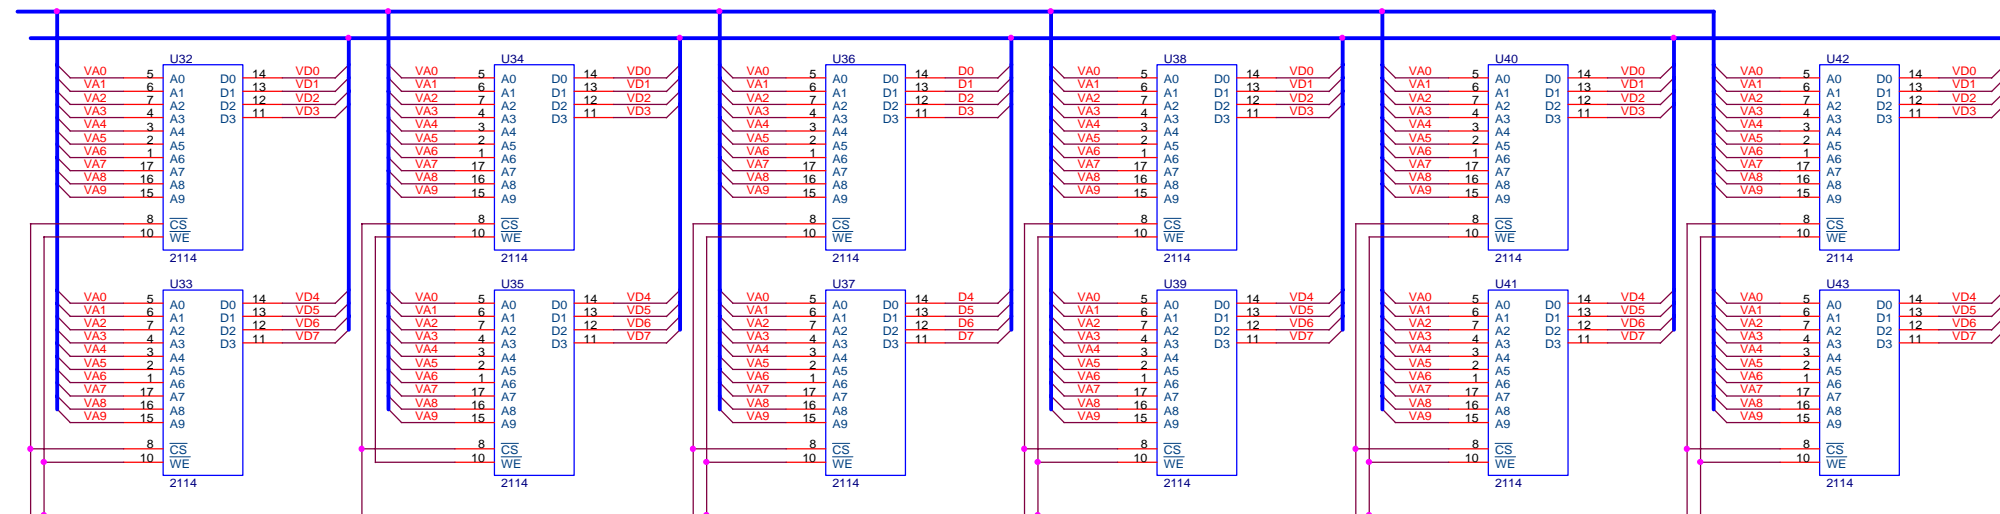 U32
VA0 5 A0 D0 14 VD0
VA1 6 A1 D1 13 VD1
VA2 7 A2 D2 12 VD2
VA3 4 A3 D3 11 VD3
VA4 3 A4
VA5 2 A5
VA6 1 A6
VA7 17 A7
VA8 16 A8
VA9 15 A9
8 CS
10 WE
2114
U34
VA0 5 A0 D0 14 VD0
VA1 6 A1 D1 13 VD1
VA2 7 A2 D2 12 VD2
VA3 4 A3 D3 11 VD3
VA4 3 A4
VA5 2 A5
VA6 1 A6
VA7 17 A7
VA8 16 A8
VA9 15 A9
8 CS
10 WE
2114
U36
VA0 5 A0 D0 14 D0
VA1 6 A1 D1 13 D1
VA2 7 A2 D2 12 D2
VA3 4 A3 D3 11 D3
VA4 3 A4
VA5 2 A5
VA6 1 A6
VA7 17 A7
VA8 16 A8
VA9 15 A9
8 CS
10 WE
2114
U38
VA0 5 A0 D0 14 VD0
VA1 6 A1 D1 13 VD1
VA2 7 A2 D2 12 VD2
VA3 4 A3 D3 11 VD3
VA4 3 A4
VA5 2 A5
VA6 1 A6
VA7 17 A7
VA8 16 A8
VA9 15 A9
8 CS
10 WE
2114
U40
VA0 5 A0 D0 14 VD0
VA1 6 A1 D1 13 VD1
VA2 7 A2 D2 12 VD2
VA3 4 A3 D3 11 VD3
VA4 3 A4
VA5 2 A5
VA6 1 A6
VA7 17 A7
VA8 16 A8
VA9 15 A9
8 CS
10 WE
2114
U42
VA0 5 A0 D0 14 VD0
VA1 6 A1 D1 13 VD1
VA2 7 A2 D2 12 VD2
VA3 4 A3 D3 11 VD3
VA4 3 A4
VA5 2 A5
VA6 1 A6
VA7 17 A7
VA8 16 A8
VA9 15 A9
8 CS
10 WE
2114
U33
VA0 5 A0 D0 14 VD4
VA1 6 A1 D1 13 VD5
VA2 7 A2 D2 12 VD6
VA3 4 A3 D3 11 VD7
VA4 3 A4
VA5 2 A5
VA6 1 A6
VA7 17 A7
VA8 16 A8
VA9 15 A9
8 CS
10 WE
2114
U35
VA0 5 A0 D0 14 VD4
VA1 6 A1 D1 13 VD5
VA2 7 A2 D2 12 VD6
VA3 4 A3 D3 11 VD7
VA4 3 A4
VA5 2 A5
VA6 1 A6
VA7 17 A7
VA8 16 A8
VA9 15 A9
8 CS
10 WE
2114
U37
VA0 5 A0 D0 14 D4
VA1 6 A1 D1 13 D5
VA2 7 A2 D2 12 D6
VA3 4 A3 D3 11 D7
VA4 3 A4
VA5 2 A5
VA6 1 A6
VA7 17 A7
VA8 16 A8
VA9 15 A9
8 CS
10 WE
2114
U39
VA0 5 A0 D0 14 VD4
VA1 6 A1 D1 13 VD5
VA2 7 A2 D2 12 VD6
VA3 4 A3 D3 11 VD7
VA4 3 A4
VA5 2 A5
VA6 1 A6
VA7 17 A7
VA8 16 A8
VA9 15 A9
8 CS
10 WE
2114
U41
VA0 5 A0 D0 14 VD4
VA1 6 A1 D1 13 VD5
VA2 7 A2 D2 12 VD6
VA3 4 A3 D3 11 VD7
VA4 3 A4
VA5 2 A5
VA6 1 A6
VA7 17 A7
VA8 16 A8
VA9 15 A9
8 CS
10 WE
2114
U43
VA0 5 A0 D0 14 VD4
VA1 6 A1 D1 13 VD5
VA2 7 A2 D2 12 VD6
VA3 4 A3 D3 11 VD7
VA4 3 A4
VA5 2 A5
VA6 1 A6
VA7 17 A7
VA8 16 A8
VA9 15 A9
8 CS
10 WE
2114